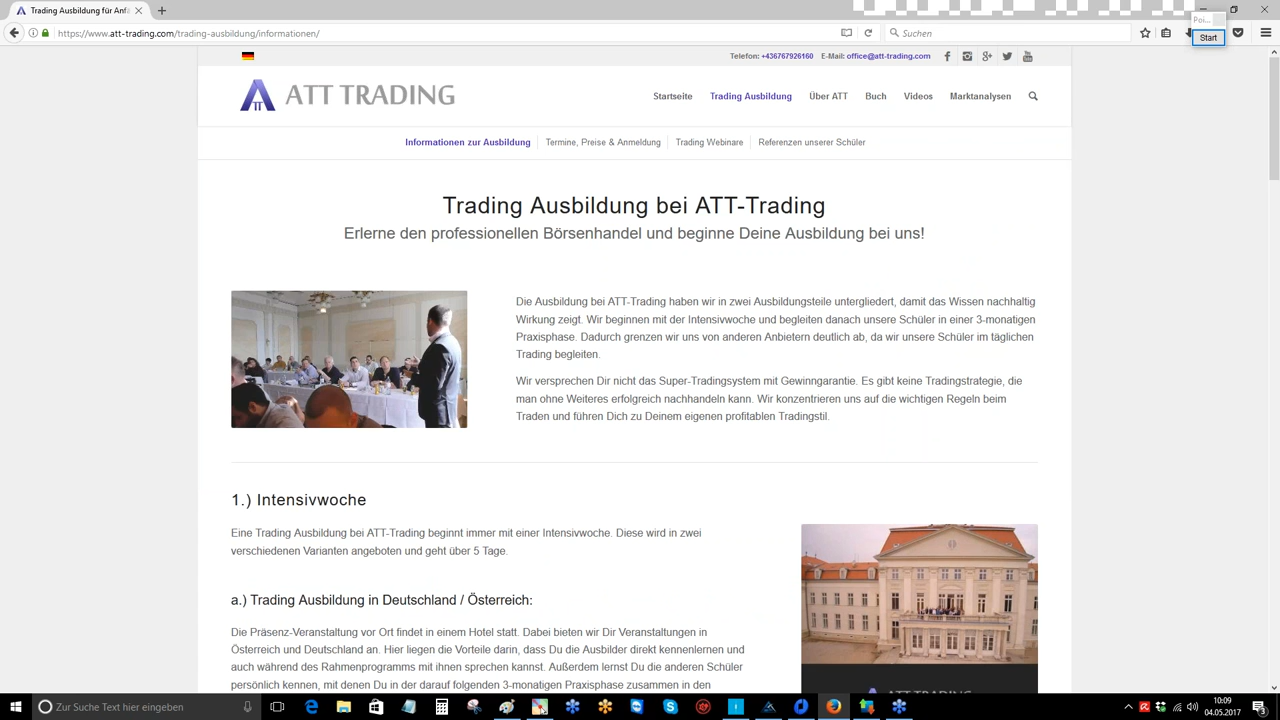 Trading Ausbildung für Anfä
https://www.att-trading.com/trading-ausbildung/informationen/
Suchen
Poi...
Start
Telefon: +436767926160 E-Mail: office@att-trading.com
ATT TRADING
Startseite Trading Ausbildung Über ATT Buch Videos Marktanalysen
Informationen zur Ausbildung Termine, Preise & Anmeldung Trading Webinare Referenzen unserer Schüler
Trading Ausbildung bei ATT-Trading
Erlerne den professionellen Börsenhandel und beginne Deine Ausbildung bei uns!
Die Ausbildung bei ATT-Trading haben wir in zwei Ausbildungsteile untergliedert, damit das Wissen nachhaltig
Wirkung zeigt. Wir beginnen mit der Intensivwoche und begleiten danach unsere Schüler in einer 3-monatigen
Praxisphase. Dadurch grenzen wir uns von anderen Anbietern deutlich ab, da wir unsere Schüler im täglichen
Trading begleiten.
Wir versprechen Dir nicht das Super-Tradingsystem mit Gewinngarantie. Es gibt keine Tradingstrategie, die
man ohne Weiteres erfolgreich nachhandeln kann. Wir konzentrieren uns auf die wichtigen Regeln beim
Traden und führen Dich zu Deinem eigenen profitablen Tradingstil.
1.) Intensivwoche
Eine Trading Ausbildung bei ATT-Trading beginnt immer mit einer Intensivwoche. Diese wird in zwei
verschiedenen Varianten angeboten und geht über 5 Tage.
a.) Trading Ausbildung in Deutschland / Österreich:
Die Präsenz-Veranstaltung vor Ort findet in einem Hotel statt. Dabei bieten wir Dir Veranstaltungen in
Österreich und Deutschland an. Hier liegen die Vorteile darin, dass Du die Ausbilder direkt kennenlernen und
auch während des Rahmenprogramms mit ihnen sprechen kannst. Außerdem lernst Du die anderen Schüler
persönlich kennen, mit denen Du in der darauf folgenden 3-monatigen Praxisphase zusammen in den
ATT TRADING
Zur Suche Text hier eingeben
10:09
04.05.2017